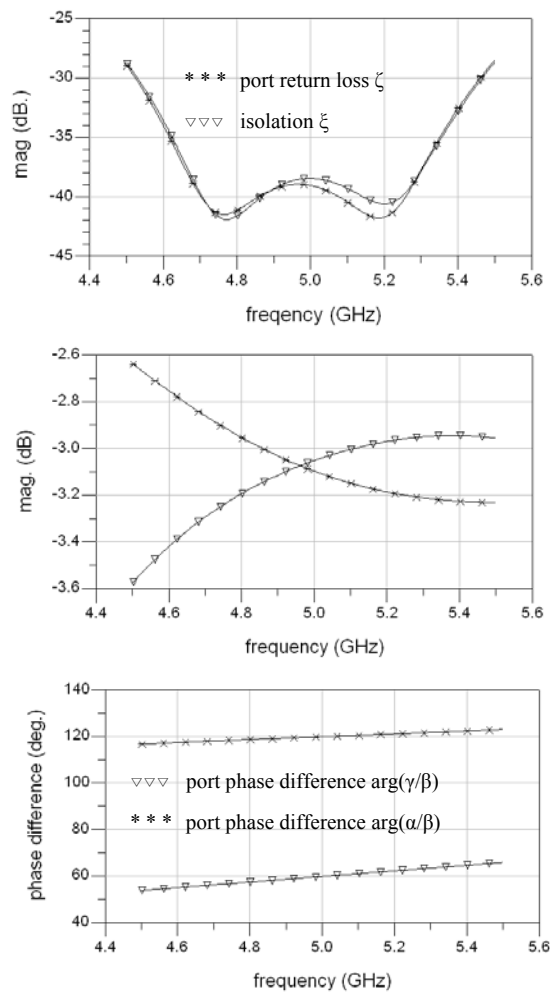 -25
-30
-35
-40
-45
mag (dB.)
* * * port return loss ζ
▽▽▽ isolation ξ
4.4 4.6 4.8 5.0 5.2 5.4 5.6
freqency (GHz)
-2.6
-2.8
-3.0
-3.2
-3.4
-3.6
mag. (dB)
4.4 4.6 4.8 5.0 5.2 5.4 5.6
frequency (GHz)
140
120
100
80
60
40
phase difference (deg.)
▽▽▽ port phase difference arg(γ/β)
* * * port phase difference arg(α/β)
4.4 4.6 4.8 5.0 5.2 5.4 5.6
frequency (GHz)